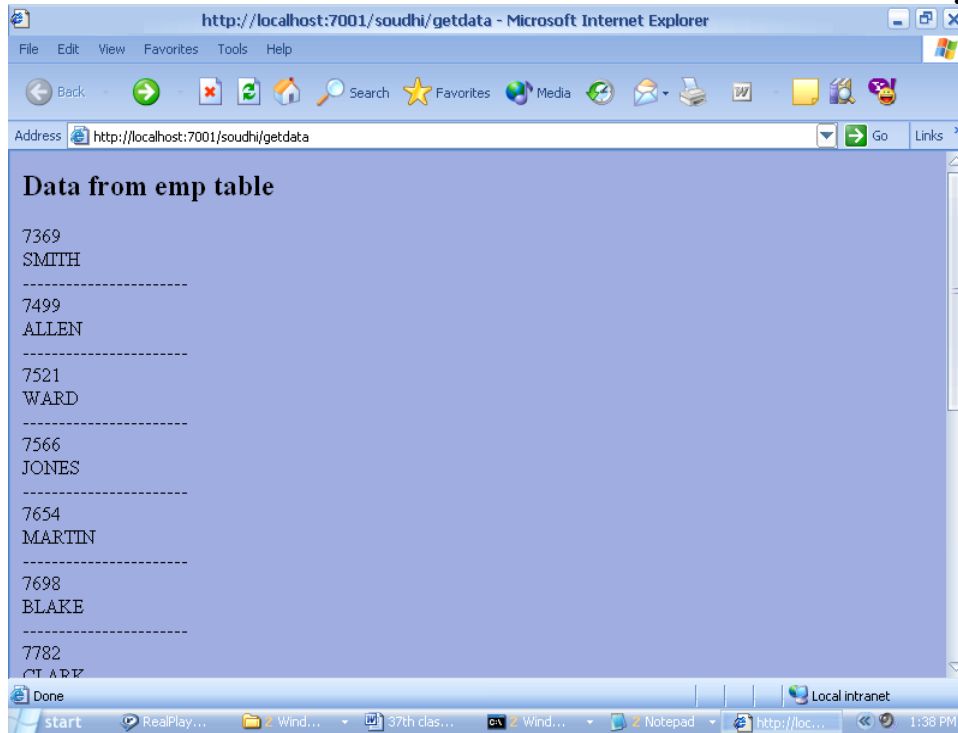 http://localhost:7001/soudhi/getdata - Microsoft Internet Explorer
File Edit View Favorites Tools Help
Back Search Favorites Media
Address http://localhost:7001/soudhi/getdata Go Links
Data from emp table
7369
SMITH
-----------------------
7499
ALLEN
-----------------------
7521
WARD
-----------------------
7566
JONES
-----------------------
7654
MARTIN
-----------------------
7698
BLAKE
-----------------------
7782
CLARK
Done Local intranet
start RealPlay... 2 Wind... 37th clas... 2 Wind... 2 Notepad http://loc... 1:38 PM